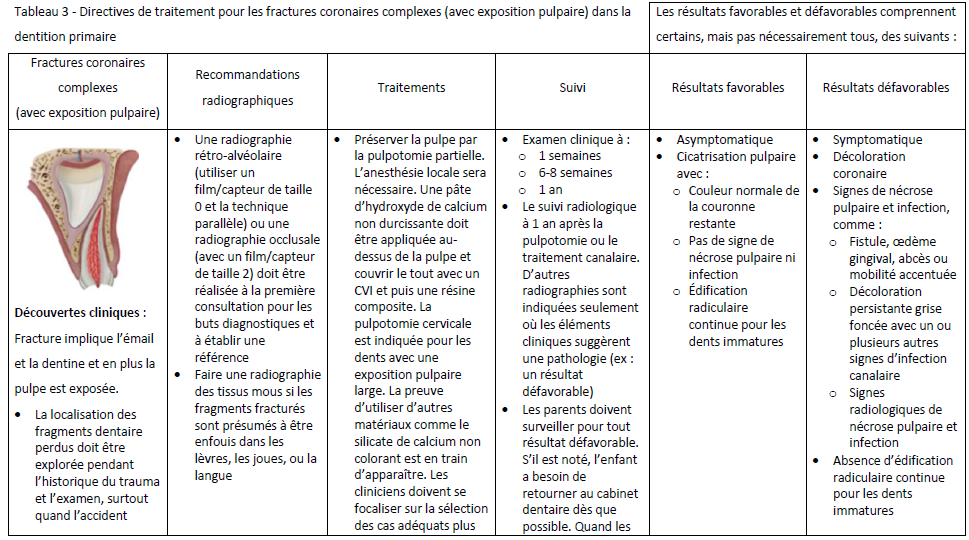 Tableau 3 - Directives de traitement pour les fractures coronaires complexes (avec exposition pulpaire) dans la
dentition primaire
Les résultats favorables et défavorables comprennent
certains, mais pas nécessairement tous, des suivants :
Fractures coronaires
complexes
(avec exposition pulpaire)
Recommandations
radiographiques
Traitements
Suivi
Résultats favorables
Résultats défavorables
Découvertes cliniques :
Fracture implique l'émail
et la dentine et en plus la
pulpe est exposée.
• La localisation des
fragments dentaire
perdus doit être
explorée pendant
l'historique du trauma
et l'examen, surtout
quand l'accident
• Une radiographie
rétro-alvéolaire
(utiliser un
film/capteur de taille
0 et la technique
parallèle) ou une
radiographie occlusale
(avec un film/capteur
de taille 2) doit être
réalisée à la première
consultation pour les
buts diagnostiques et
à établir une
référence
• Faire une radiographie
des tissus mous si les
fragments fracturés
sont présumés à être
enfouis dans les
lèvres, les joues, ou la
langue
• Préserver la pulpe par
la pulpotomie partielle.
L'anesthésie locale sera
nécessaire. Une pâte
d'hydroxyde de calcium
non durcissant doit
être appliquée au-
dessus de la pulpe et
couvrir le tout avec un
CVI et puis une résine
composite. La
pulpotomie cervicale
est indiquée pour les
dents avec une
exposition pulpaire
large. La preuve
d'utiliser d'autres
matériaux comme le
silicate de calcium non
colorant est en train
d'apparaître. Les
cliniciens doivent se
focaliser sur la sélection
des cas adéquats plus
• Examen clinique à :
o 1 semaines
o 6-8 semaines
o 1 an
• Le suivi radiologique
à 1 an après la
pulpotomie ou le
traitement canalaire.
D'autres
radiographies sont
indiquées seulement
où les éléments
cliniques suggèrent
une pathologie (ex :
un résultat
défavorable)
• Les parents doivent
surveiller pour tout
résultat défavorable.
S'il est noté, l'enfant
a besoin de
retourner au cabinet
dentaire dès que
possible. Quand les
• Asymptomatique
• Cicatrisation pulpaire
avec :
o Couleur normale de
la couronne
restante
o Pas de signe de
nécrose pulpaire ni
infection
o Édification
radiculaire
continue pour les
dents immatures
• Symptomatique
• Décoloration
coronaire
• Signes de nécrose
pulpaire et infection,
comme :
o Fistule, œdème
gingival, abcès ou
mobilité accentuée
o Décoloration
persistante grise
foncée avec un ou
plusieurs autres
signes d'infection
canalaire
o Signes
radiologiques de
nécrose pulpaire et
infection
• Absence d'édification
radiculaire continue
pour les dents
immatures